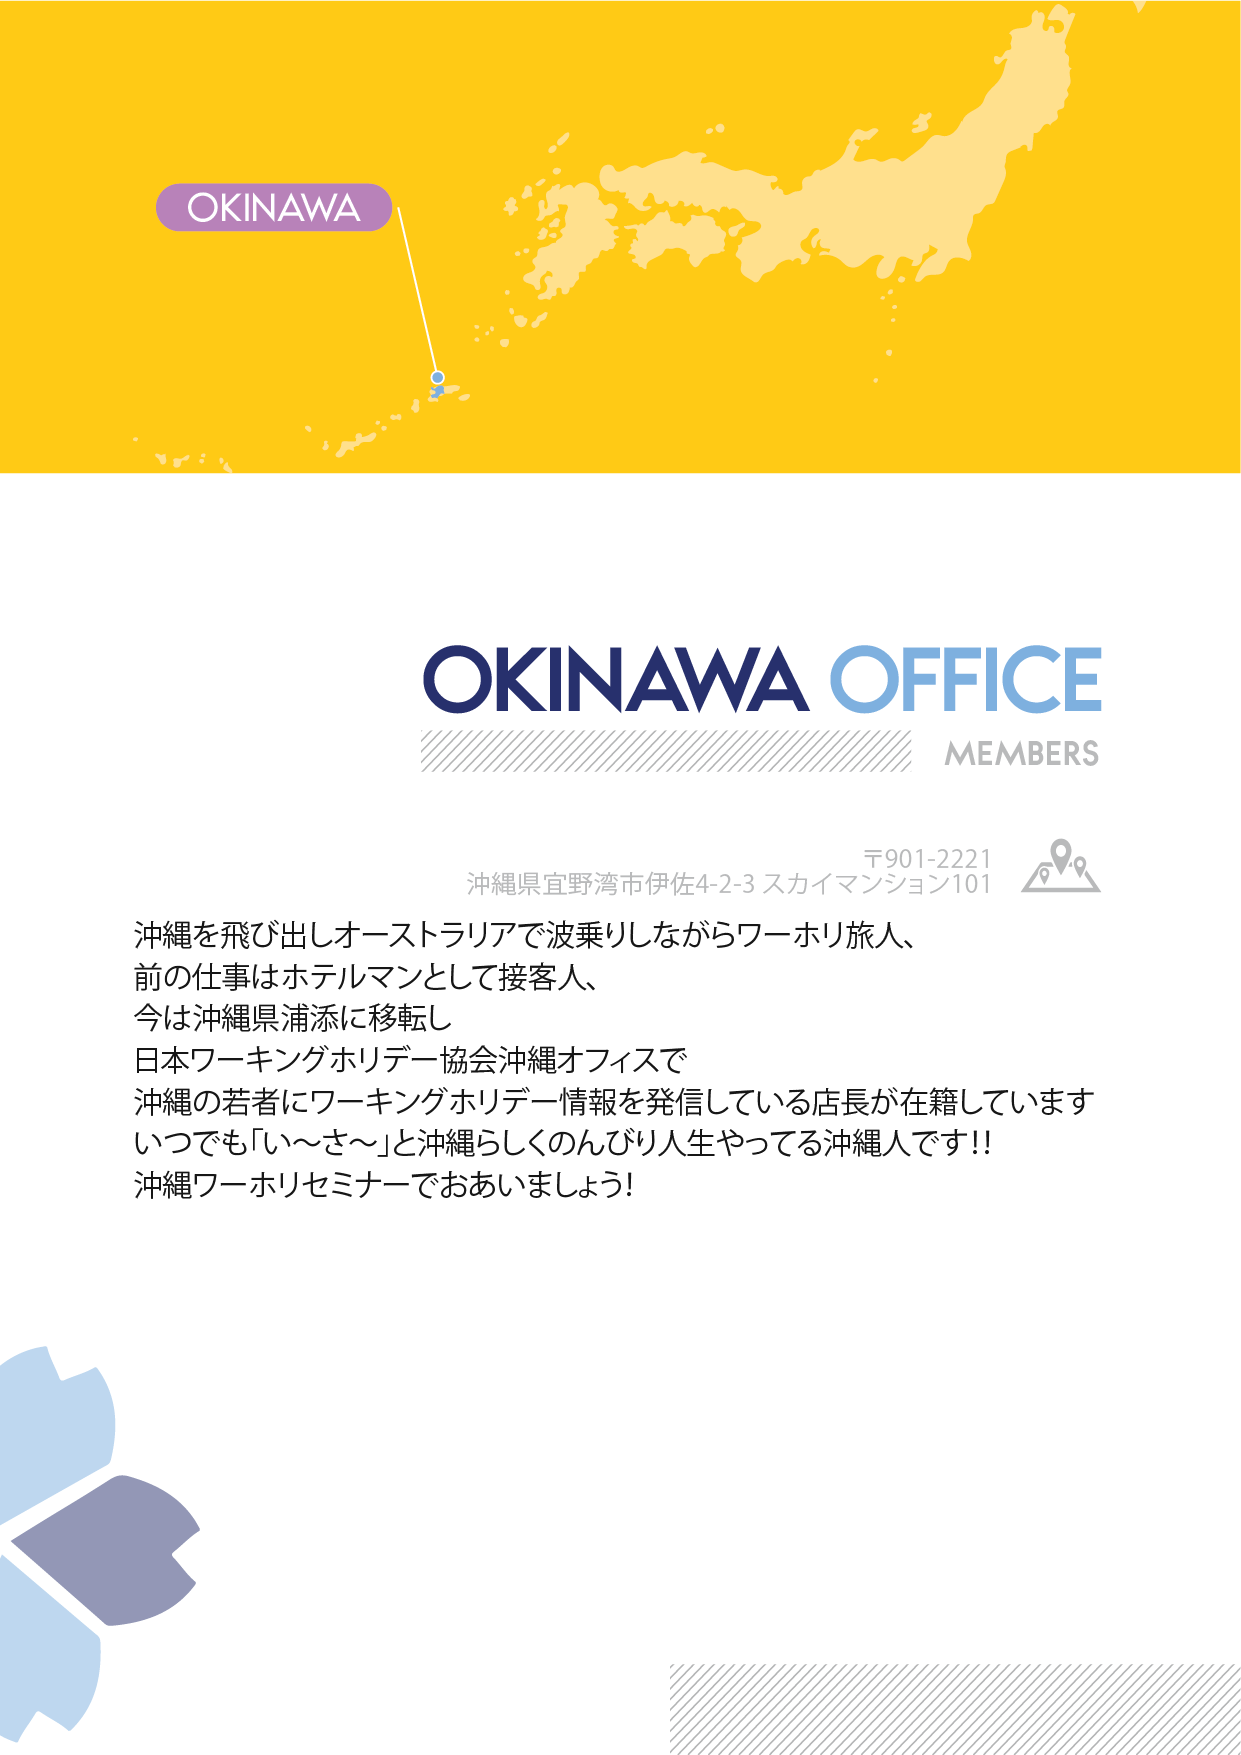 OKINAWA
OKINAWA OFFICE
MEMBERS
〒901-2221
沖縄県宜野湾市伊佐4-2-3 スカイマンション101
沖縄を飛び出しオーストラリアで波乗りしながらワーホリ旅人、
前の仕事はホテルマンとして接客人、
今は沖縄県浦添に移転し
日本ワーキングホリデー協会沖縄オフィスで
沖縄の若者にワーキングホリデー情報を発信している店長が在籍しています
いつでも「い〜さ〜」と沖縄らしくのんびり人生やってる沖縄人です!!
沖縄ワーホリセミナーでおあいましょう!